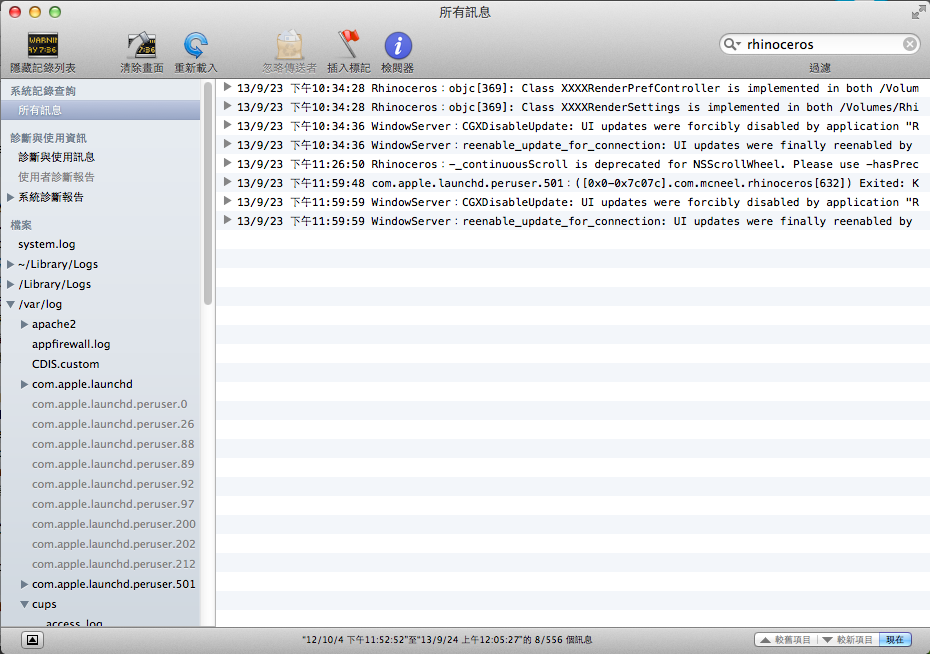 所有訊息
WARNIN
AY 7:86
7:86
隱藏記錄列表
清除畫面
重新載入
忽略傳送者
插入標記
檢閱器
rhinoceros
過濾
系統記錄查詢
所有訊息
診斷與使用資訊
診斷與使用訊息
使用者診斷報告
系統診斷報告
檔案
system.log
~/Library/Logs
/Library/Logs
/var/log
apache2
appfirewall.log
CDIS.custom
com.apple.launchd
com.apple.launchd.peruser.0
com.apple.launchd.peruser.26
com.apple.launchd.peruser.88
com.apple.launchd.peruser.89
com.apple.launchd.peruser.92
com.apple.launchd.peruser.97
com.apple.launchd.peruser.200
com.apple.launchd.peruser.202
com.apple.launchd.peruser.212
com.apple.launchd.peruser.501
cups
access_log
13/9/23 下午10:34:28 Rhinoceros：objc[369]: Class XXXXRenderPrefController is implemented in both /Volum
13/9/23 下午10:34:28 Rhinoceros：objc[369]: Class XXXXRenderSettings is implemented in both /Volumes/Rhi
13/9/23 下午10:34:36 WindowServer：CGXDisableUpdate: UI updates were forcibly disabled by application "R
13/9/23 下午10:34:36 WindowServer：reenable_update_for_connection: UI updates were finally reenabled by
13/9/23 下午11:26:50 Rhinoceros：-_continuousScroll is deprecated for NSScrollWheel. Please use -hasPrec
13/9/23 下午11:59:48 com.apple.launchd.peruser.501：([0x0-0x7c07c].com.mcneel.rhinoceros[632]) Exited: K
13/9/23 下午11:59:59 WindowServer：CGXDisableUpdate: UI updates were forcibly disabled by application "R
13/9/23 下午11:59:59 WindowServer：reenable_update_for_connection: UI updates were finally reenabled by
"12/10/4 下午11:52:52"至"13/9/24 上午12:05:27"的 8/556 個訊息
較舊項目
較新項目
現在